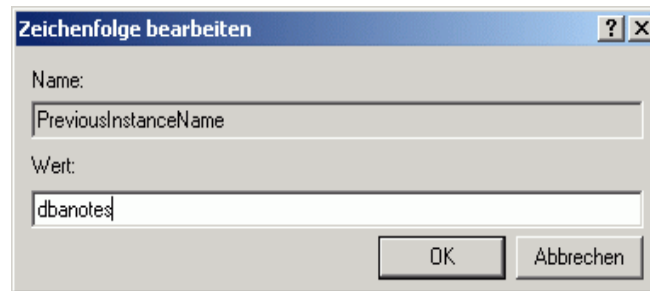 Zeichenfolge bearbeiten
Name:
PreviousInstanceName
Wert:
dbanotes
OK Abbrechen